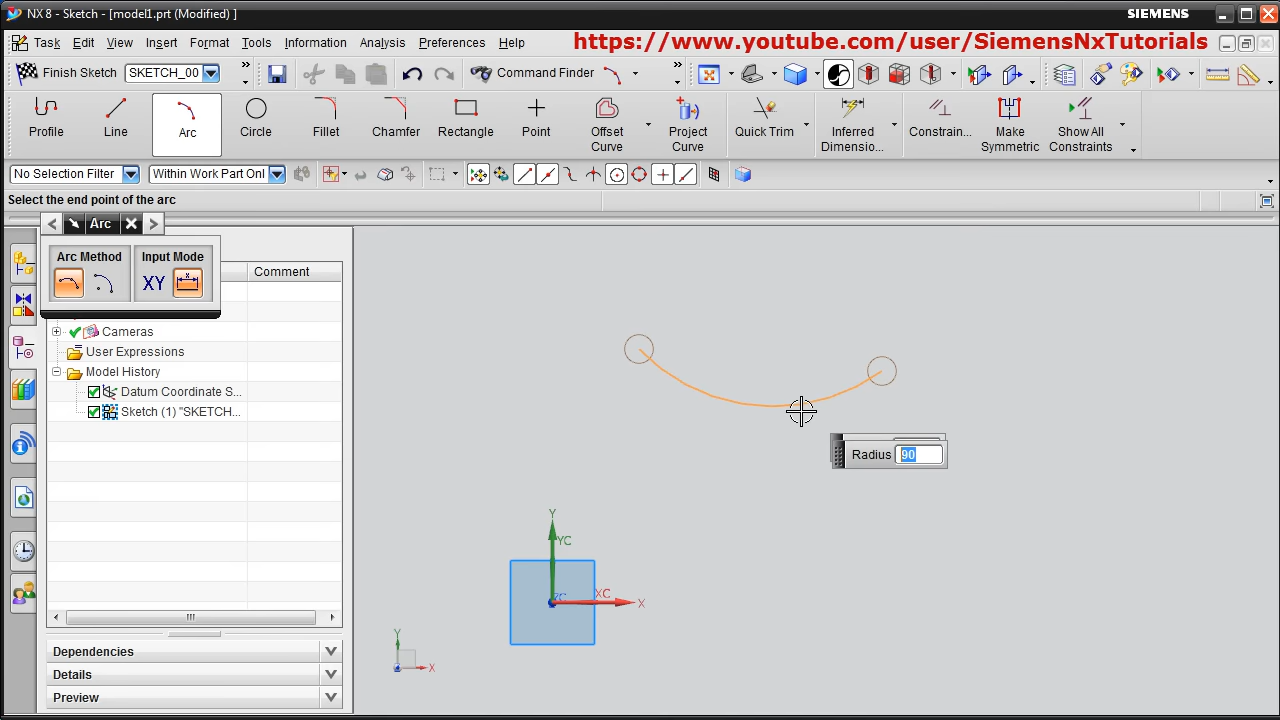 NX 8 - Sketch - [model1.prt (Modified) ]
SIEMENS
Task Edit View Insert Format Tools Information Analysis Preferences Help
https://www.youtube.com/user/SiemensNxTutorials
Finish Sketch SKETCH_00 Command Finder
Profile Line Arc Circle Fillet Chamfer Rectangle Point Offset Curve Project Curve Quick Trim Inferred Dimensio... Constrain... Make Symmetric Show All Constraints
No Selection Filter Within Work Part Onl
Select the end point of the arc
Arc
Arc Method Input Mode
XY
Comment
Cameras
User Expressions
Model History
Datum Coordinate S...
Sketch (1) "SKETCH...
Radius 90
Y
YC
XC
X
Y
X
Dependencies
Details
Preview